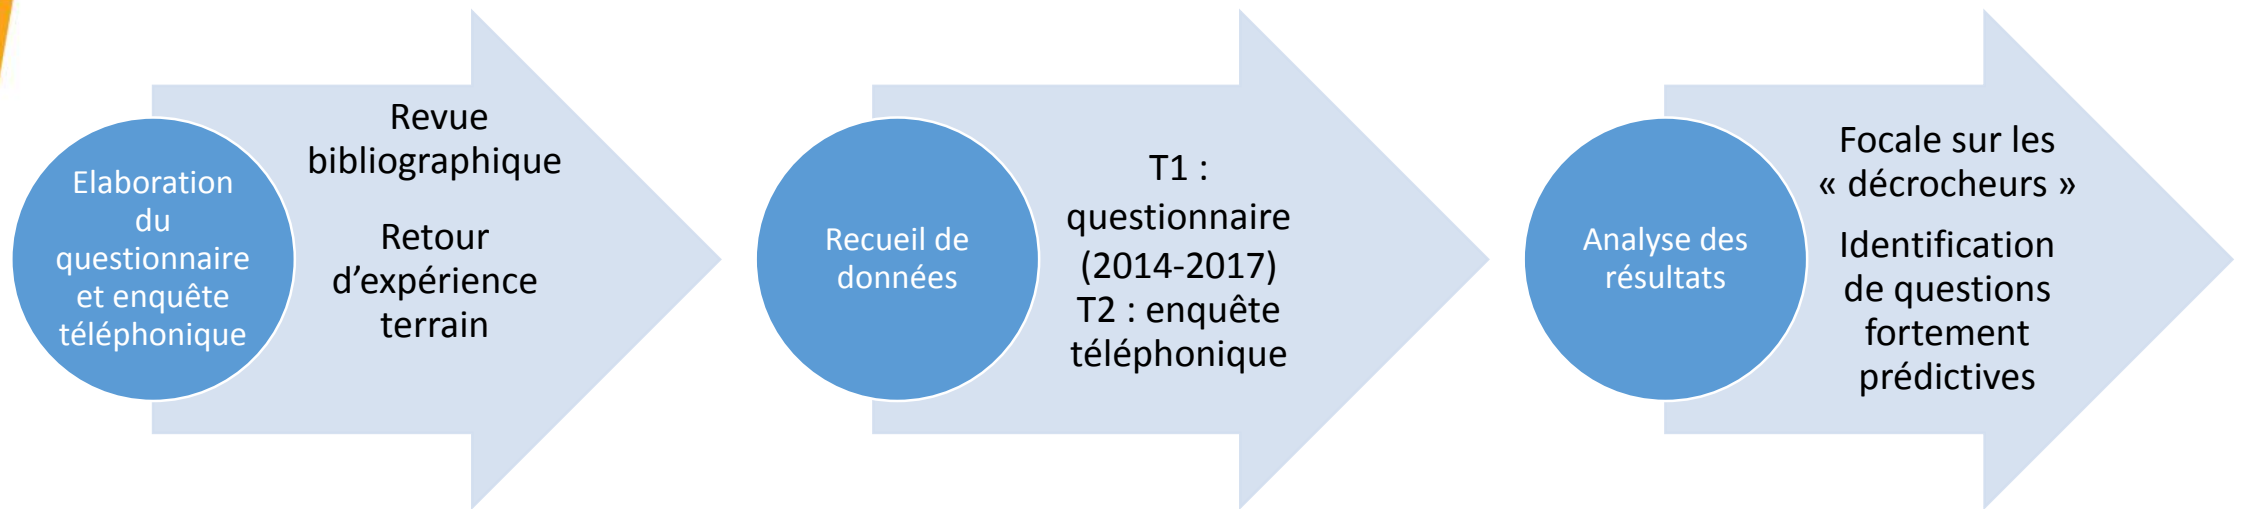 Elaboration
du
questionnaire
et enquête
téléphonique
Revue
bibliographique
Retour
d’expérience
terrain
Recueil de
données
T1 :
questionnaire
(2014-2017)
T2 : enquête
téléphonique
Analyse des
résultats
Focale sur les
« décrocheurs »
Identification
de questions
fortement
prédictives